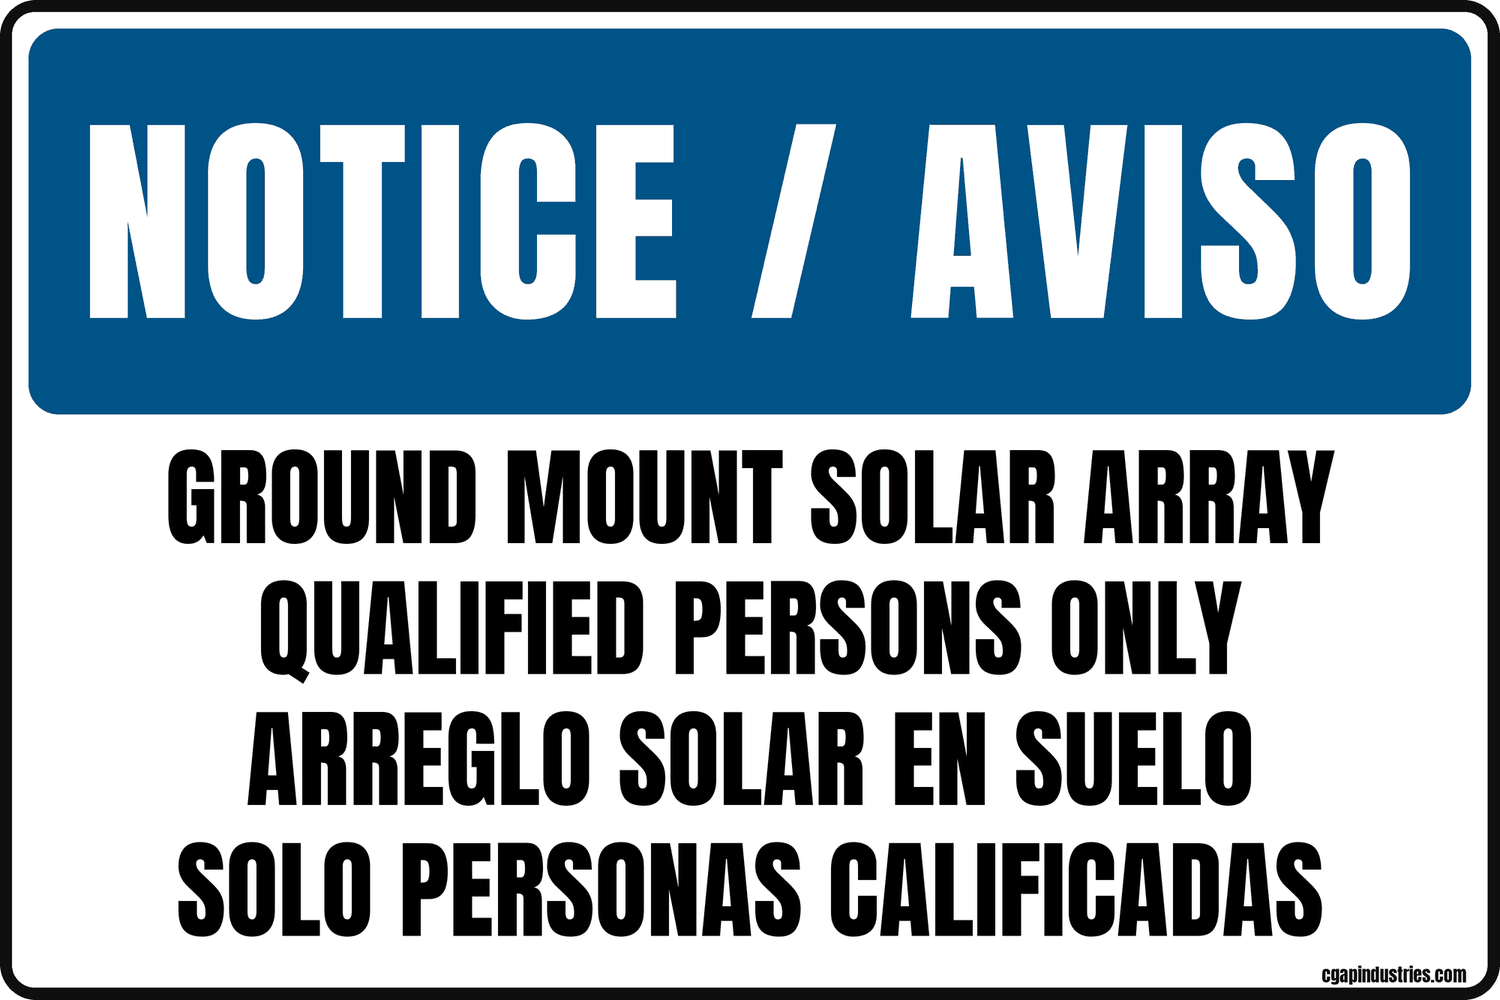 NOTICE / AVISO
GROUND MOUNT SOLAR ARRAY
QUALIFIED PERSONS ONLY
ARREGLO SOLAR EN SUELO
SOLO PERSONAS CALIFICADAS
cgapindustries.com